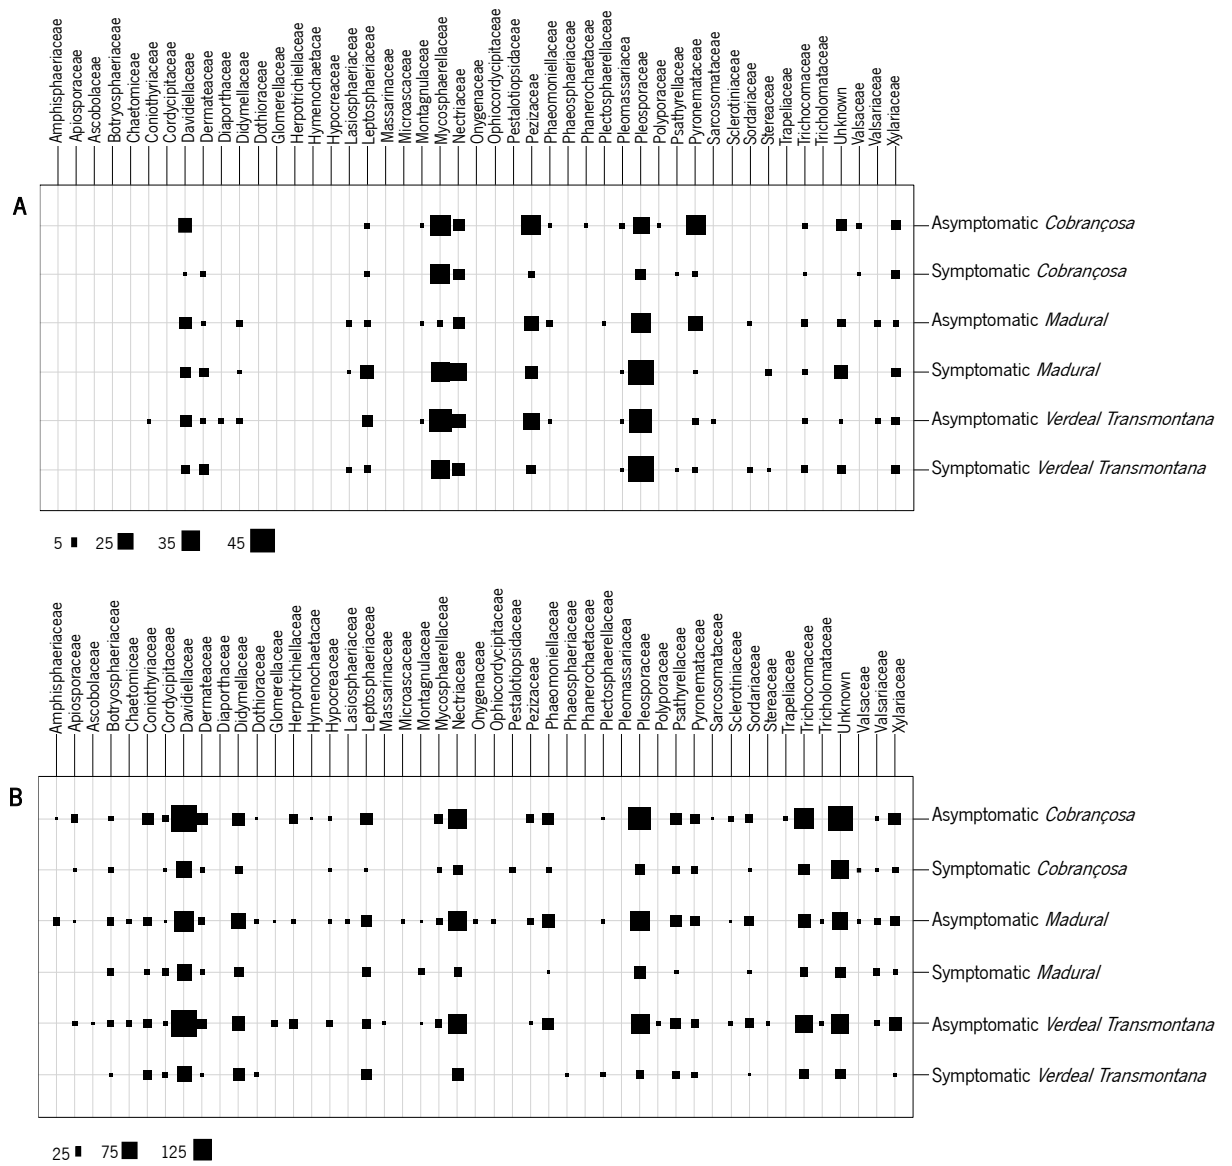 Amphisphaeriaceae
Apiosporaceae
Ascobolaceae
Botryosphaeriaceae
Chaetomiceae
Coniothyriaceae
Cordycipitaceae
Davidiellaceae
Dermateaceae
Diaporthaceae
Didymellaceae
Dothioraceae
Glomerellaceae
Herpotrichiellaceae
Hymenochaetacae
Hypocreaceae
Lasiosphaeriaceae
Leptosphaeriaceae
Massarinaceae
Microascaceae
Montagnulaceae
Mycosphaerellaceae
Nectriaceae
Onygenaceae
Ophiocordycipitaceae
Pestalotiopsidaceae
Pezizaceae
Phaeomoniellaceae
Phaeosphaeriaceae
Phanerochaetaceae
Plectosphaerellaceae
Pleomassariacea
Pleosporaceae
Polyporaceae
Psathyrellaceae
Pyronemataceae
Sarcosomataceae
Sclerotiniaceae
Sordariaceae
Stereaceae
Trapeliaceae
Trichocomaceae
Tricholomataceae
Unknown
Valsaceae
Valsariaceae
Xylariaceae
A
Asymptomatic Cobrançosa
Symptomatic Cobrançosa
Asymptomatic Madural
Symptomatic Madural
Asymptomatic Verdeal Transmontana
Symptomatic Verdeal Transmontana
5 25 35 45
Amphisphaeriaceae
Apiosporaceae
Ascobolaceae
Botryosphaeriaceae
Chaetomiceae
Coniothyriaceae
Cordycipitaceae
Davidiellaceae
Dermateaceae
Diaporthaceae
Didymellaceae
Dothioraceae
Glomerellaceae
Herpotrichiellaceae
Hymenochaetacae
Hypocreaceae
Lasiosphaeriaceae
Leptosphaeriaceae
Massarinaceae
Microascaceae
Montagnulaceae
Mycosphaerellaceae
Nectriaceae
Onygenaceae
Ophiocordycipitaceae
Pestalotiopsidaceae
Pezizaceae
Phaeomoniellaceae
Phaeosphaeriaceae
Phanerochaetaceae
Plectosphaerellaceae
Pleomassariacea
Pleosporaceae
Polyporaceae
Psathyrellaceae
Pyronemataceae
Sarcosomataceae
Sclerotiniaceae
Sordariaceae
Stereaceae
Trapeliaceae
Trichocomaceae
Tricholomataceae
Unknown
Valsaceae
Valsariaceae
Xylariaceae
B
Asymptomatic Cobrançosa
Symptomatic Cobrançosa
Asymptomatic Madural
Symptomatic Madural
Asymptomatic Verdeal Transmontana
Symptomatic Verdeal Transmontana
25 75 125